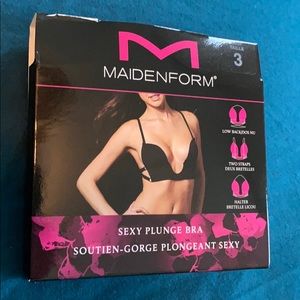 TAILLE
3
M
MAIDENFORM®
LOW BACK/DOS NU
TWO STRAPS
DEUX BRETELLES
HALTER
BRETELLE LICOU
SEXY PLUNGE BRA
SOUTIEN-GORGE PLONGEANT SEXY